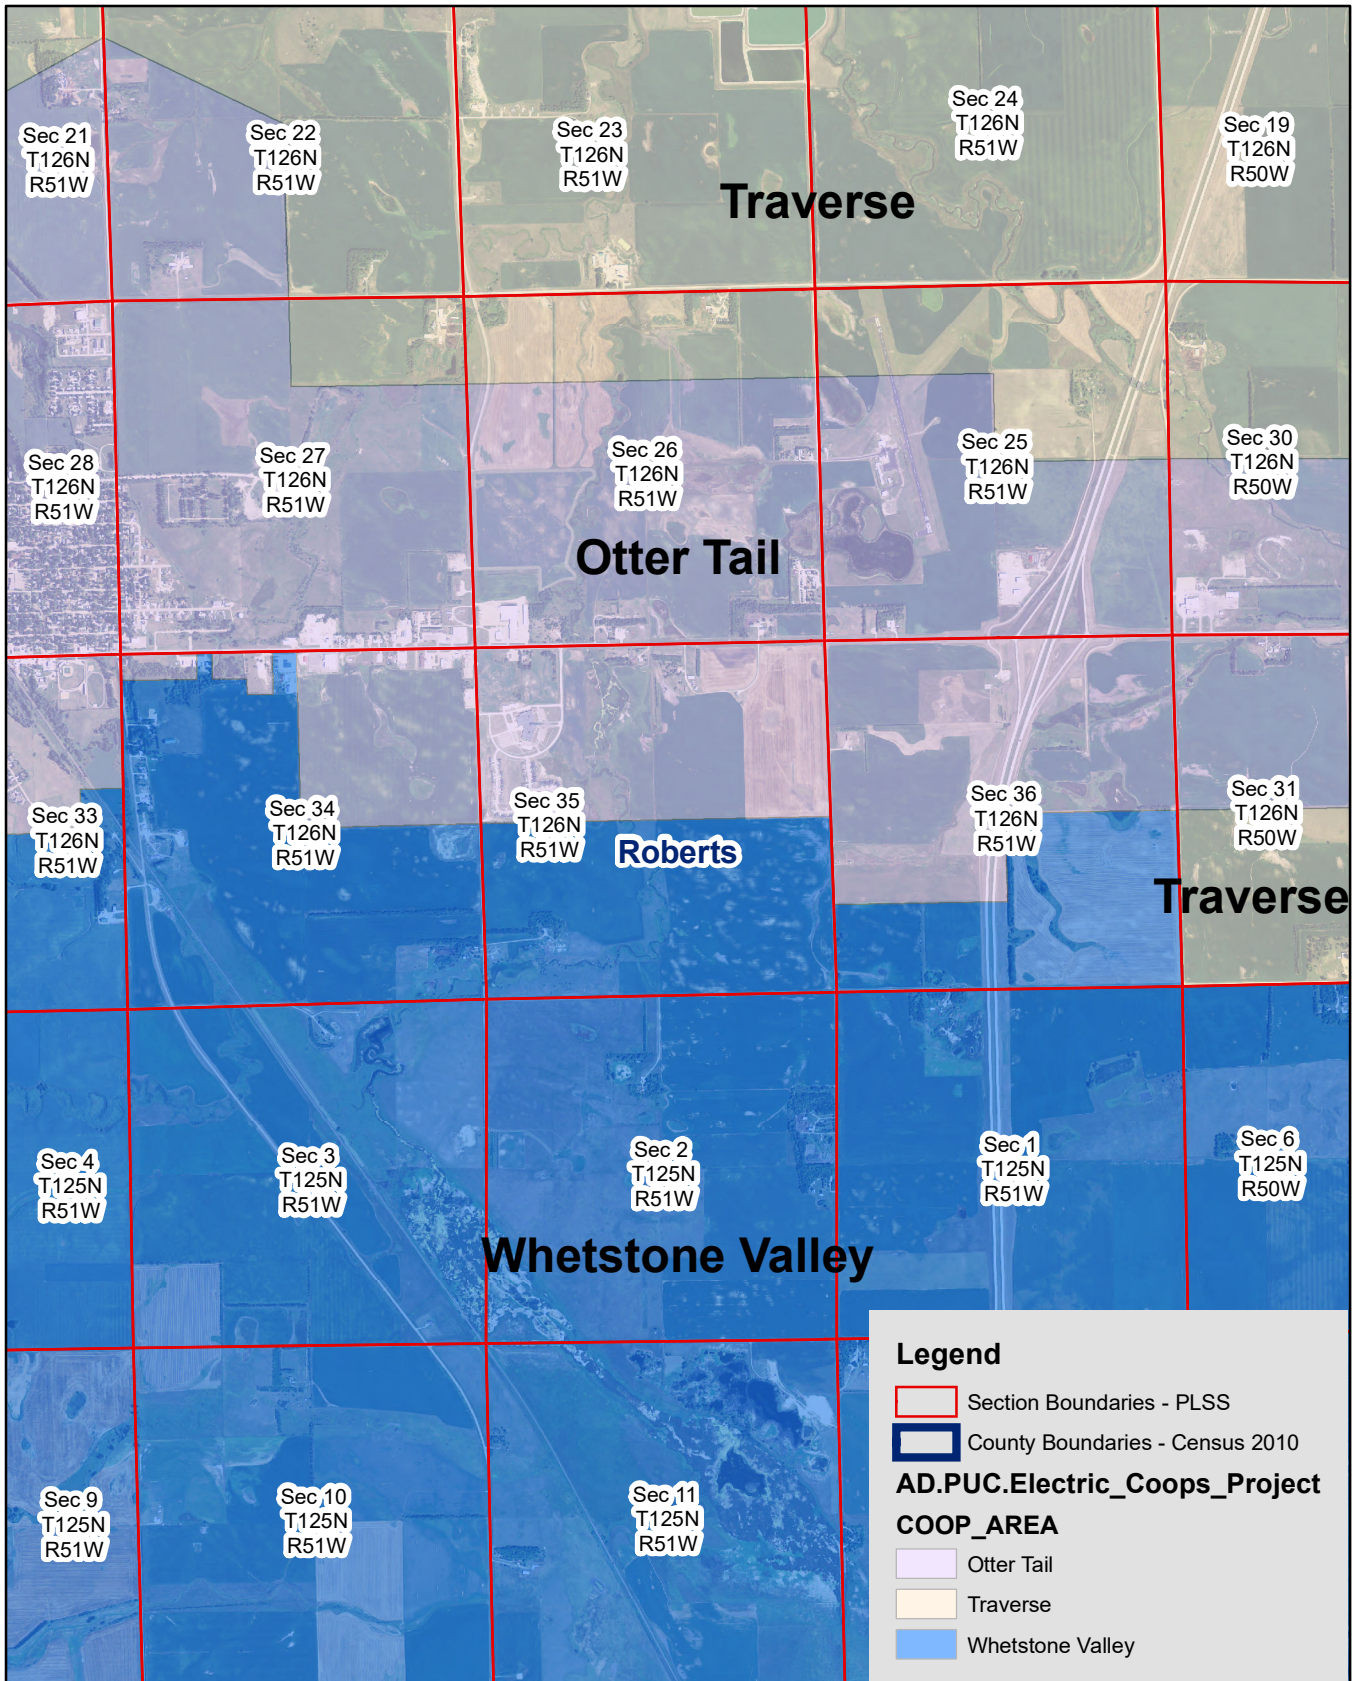 Sec 21
T126N
R51W
Sec 22
T126N
R51W
Sec 23
T126N
R51W
Sec 24
T126N
R51W
Sec 19
T126N
R50W
Traverse
Sec 28
T126N
R51W
Sec 27
T126N
R51W
Sec 26
T126N
R51W
Sec 25
T126N
R51W
Sec 30
T126N
R50W
Otter Tail
Sec 33
T126N
R51W
Sec 34
T126N
R51W
Sec 35
T126N
R51W
Roberts
Sec 36
T126N
R51W
Sec 31
T126N
R50W
Traverse
Sec 4
T125N
R51W
Sec 3
T125N
R51W
Sec 2
T125N
R51W
Sec 1
T125N
R51W
Sec 6
T125N
R50W
Whetstone Valley
Sec 9
T125N
R51W
Sec 10
T125N
R51W
Sec 11
T125N
R51W
Legend
Section Boundaries - PLSS
County Boundaries - Census 2010
AD.PUC.Electric_Coops_Project
COOP_AREA
Otter Tail
Traverse
Whetstone Valley